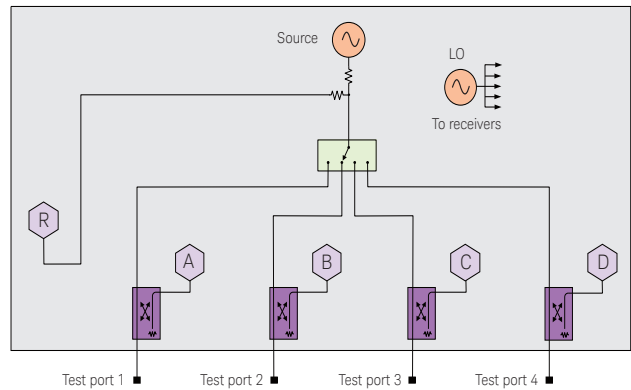 Source
LO
To receivers
R
A
B
C
D
Test port 1
Test port 2
Test port 3
Test port 4